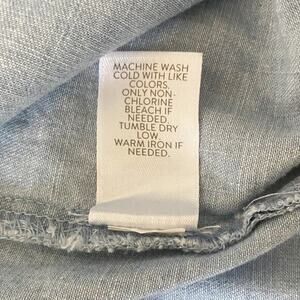 MACHINE WASH
COLD WITH LIKE
COLORS.
ONLY NON-
CHLORINE
BLEACH IF
NEEDED.
TUMBLE DRY
LOW.
WARM IRON IF
NEEDED.